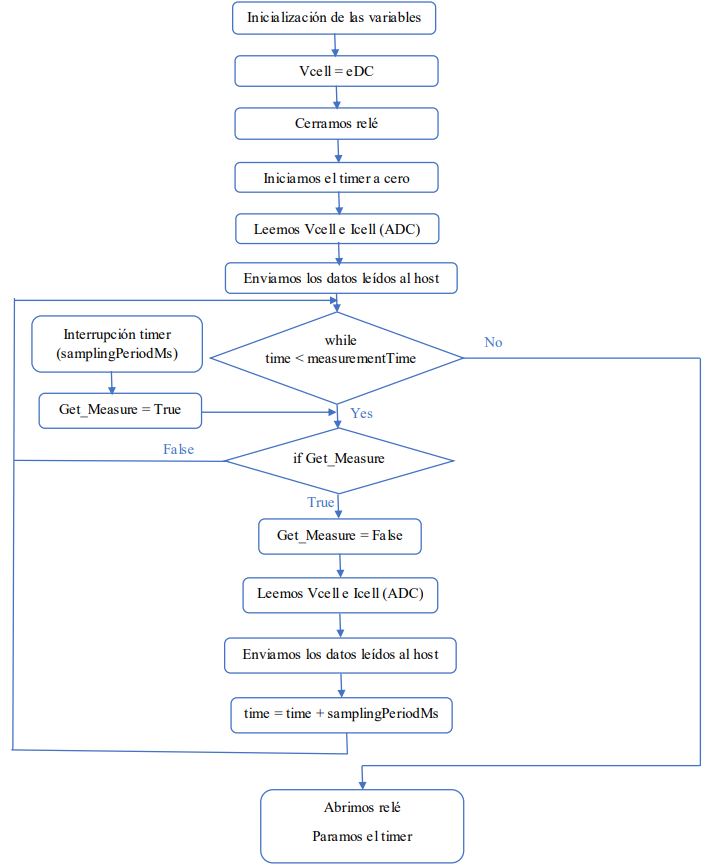 Inicialización de las variables
Vcell = eDC
Cerramos relé
Iniciamos el timer a cero
Leemos Vcell e Icell (ADC)
Enviamos los datos leídos al host
Interrupción timer
(samplingPeriodMs)
while
time < measurementTime
No
Get_Measure = True
Yes
False
if Get_Measure
True
Get_Measure = False
Leemos Vcell e Icell (ADC)
Enviamos los datos leídos al host
time = time + samplingPeriodMs
Abrimos relé
Paramos el timer